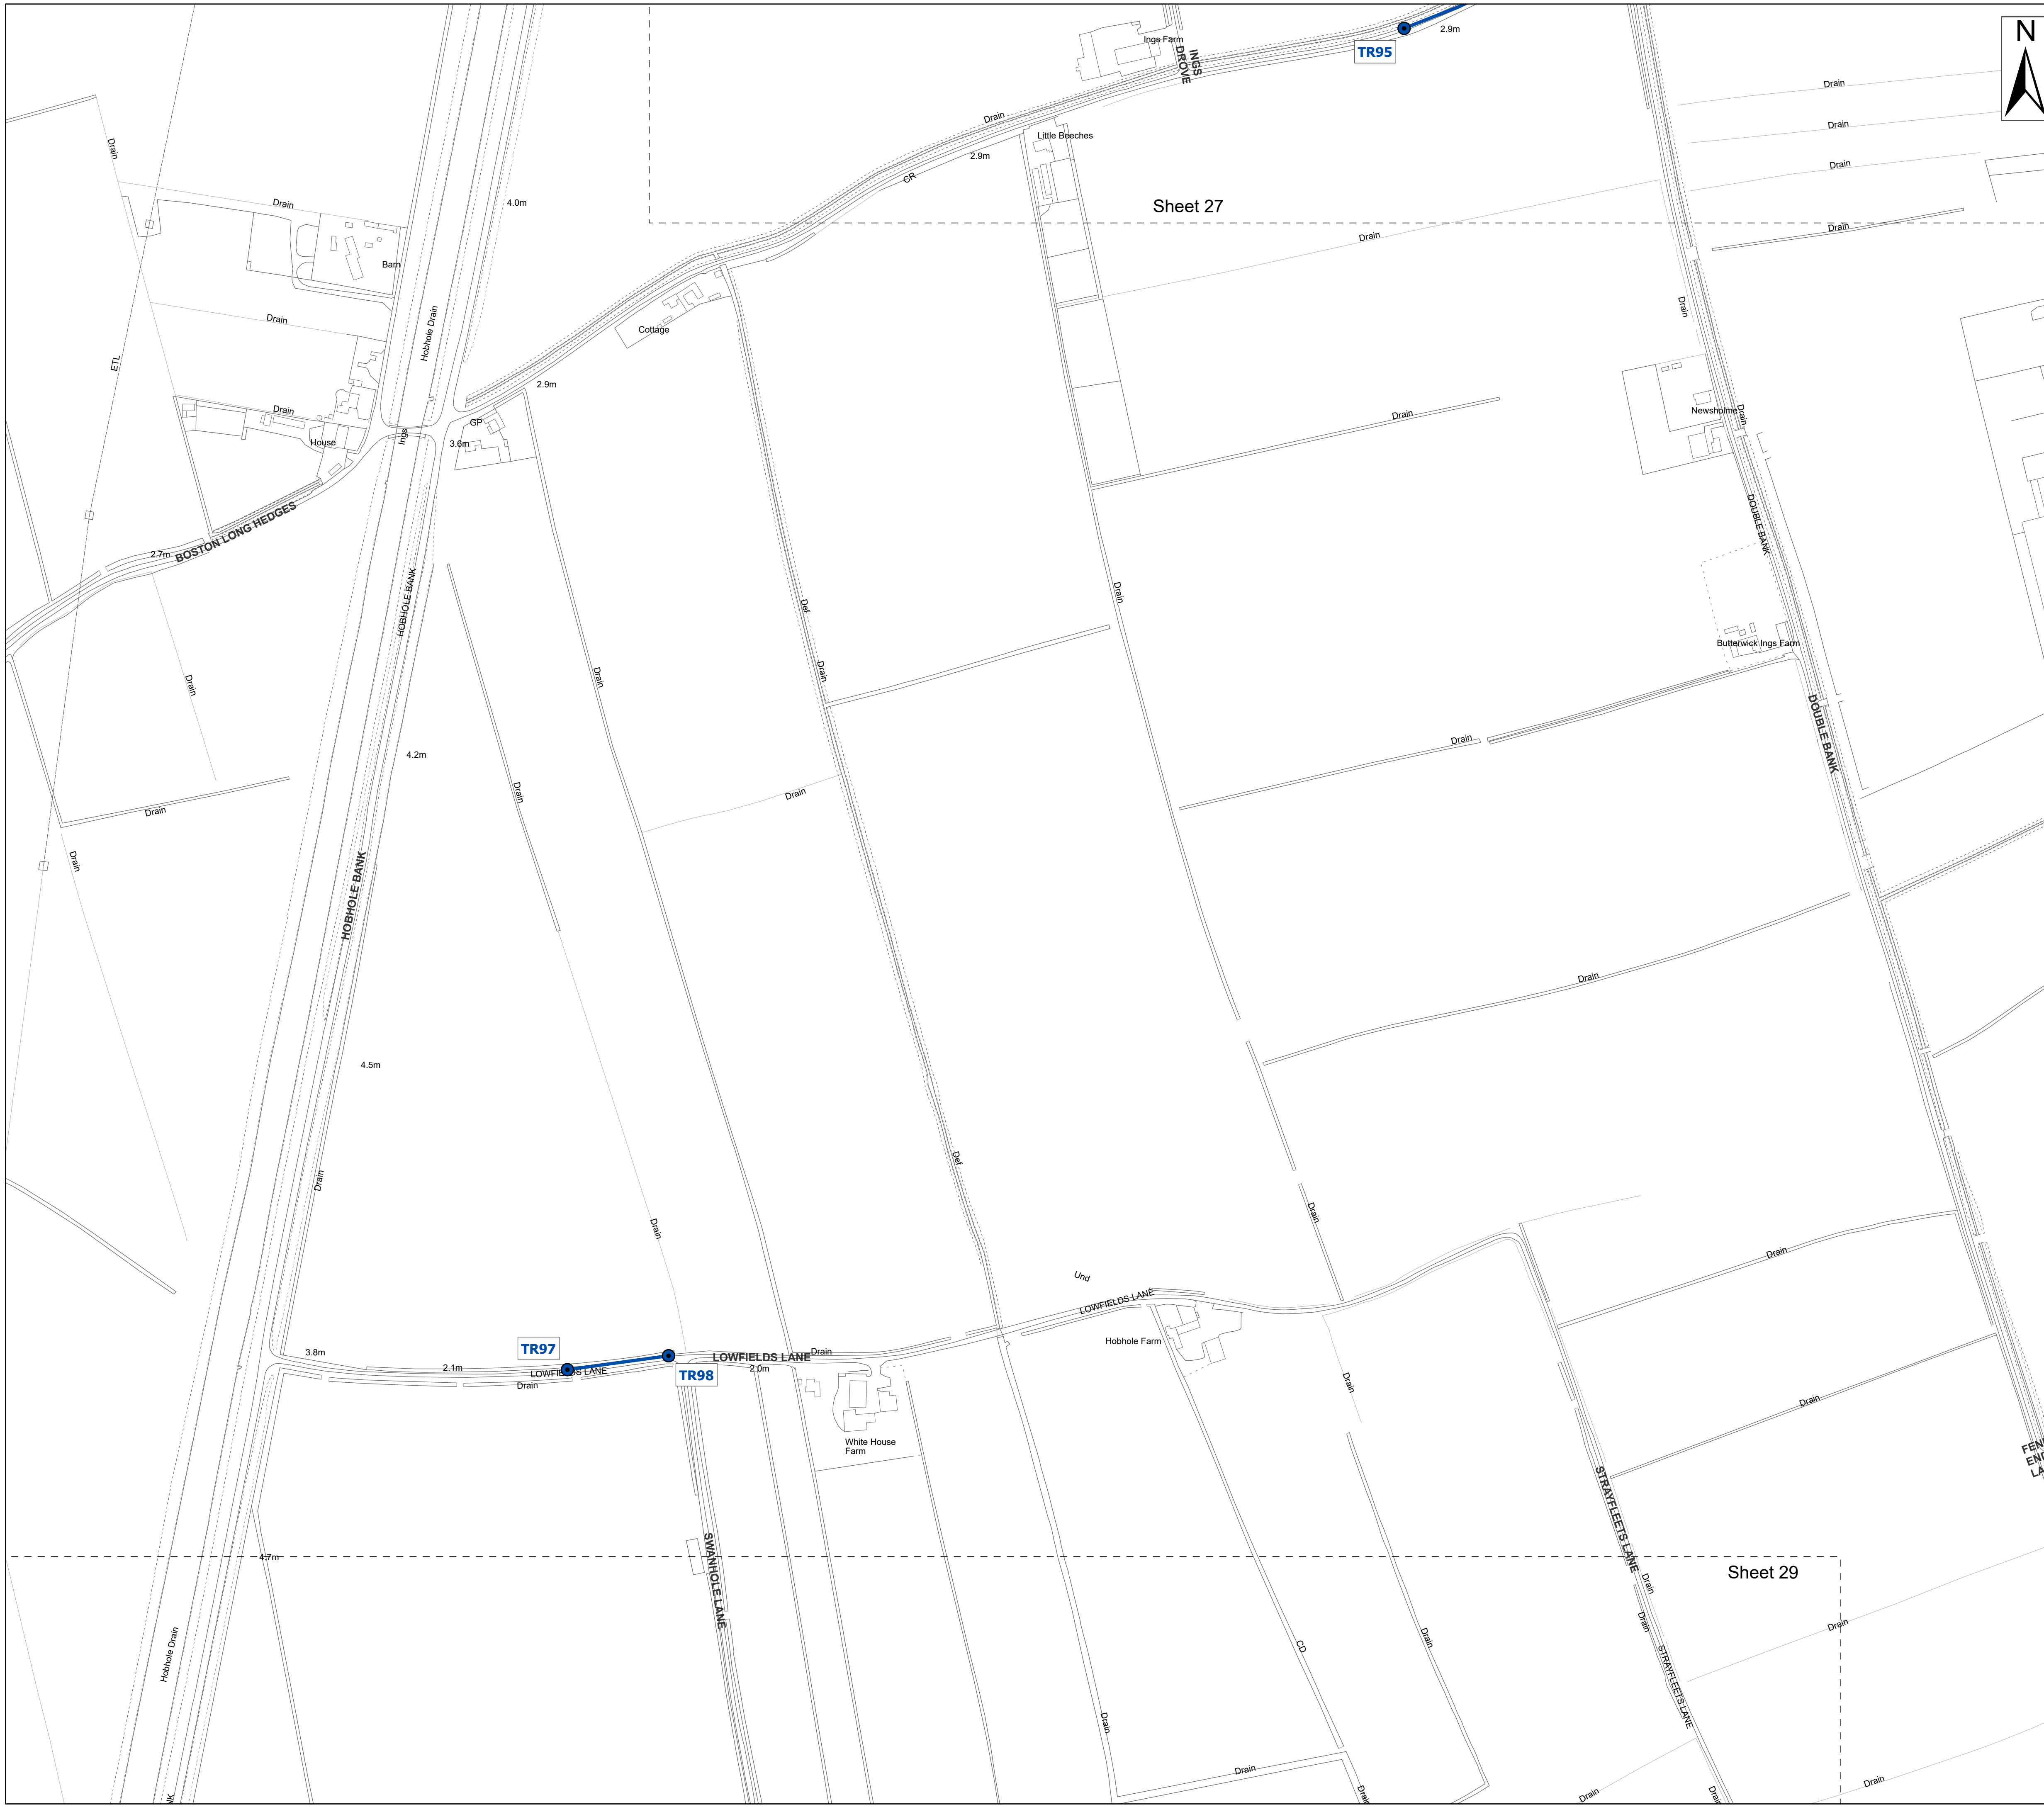 N
TR95
2.9m
Ings Farm
INGS
DROVE
Drain
Drain
Drain
Drain
Little Beeches
Drain
2.9m
CR
Drain
4.0m
Sheet 27
Drain
Drain
Barn
Drain
Hobhole Drain
Drain
Cottage
ETL
2.9m
Drain
GP
3.6m
Ings
House
Drain
Newsholme
Drain
BOSTON LONG HEDGES
2.7m
DOUBLE BANK
HOBHOLE BANK
Drain
Def
Butterwick Ings Farm
Drain
Drain
Drain
DOUBLE BANK
4.2m
Drain
Drain
Drain
Drain
Drain
HOBHOLE BANK
Drain
4.5m
Def
Drain
Drain
Drain
Drain
Und
LOWFIELDS LANE
Hobhole Farm
TR97
3.8m
2.1m
LOWFIELDS LANE
Drain
LOWFIELDS LANE
Drain
2.0m
TR98
Drain
Drain
White House
Farm
STRAYFLEETS LANE
SWANHOLE LANE
4.7m
Sheet 29
Drain
Drain
Drain
Hobhole Drain
CD
Drain
STRAYFLEETS LANE
Drain
Drain
Drain
Drain
Drain